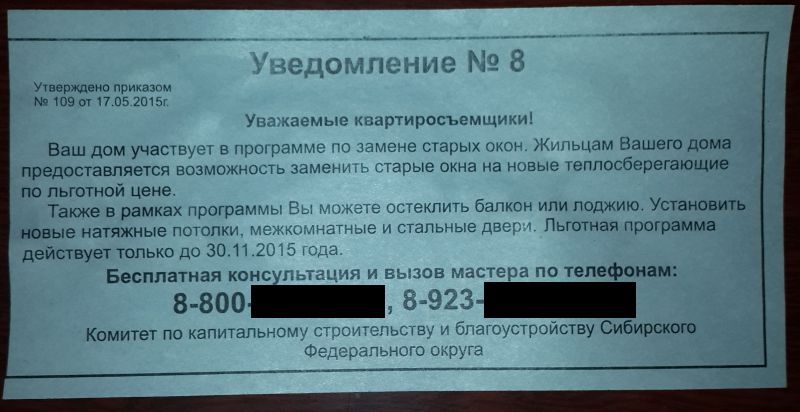 Уведомление № 8
Утверждено приказом
№ 109 от 17.05.2015г.
Уважаемые квартиросъемщики!
Ваш дом участвует в программе по замене старых окон. Жильцам Вашего дома
предоставляется возможность заменить старые окна на новые теплосберегающие
по льготной цене.
Также в рамках программы Вы можете остеклить балкон или лоджию. Установить
новые натяжные потолки, межкомнатные и стальные двери. Льготная программа
действует только до 30.11.2015 года.
Бесплатная консультация и вызов мастера по телефонам:
8-800-, 8-923-
Комитет по капитальному строительству и благоустройству Сибирского
Федерального округа